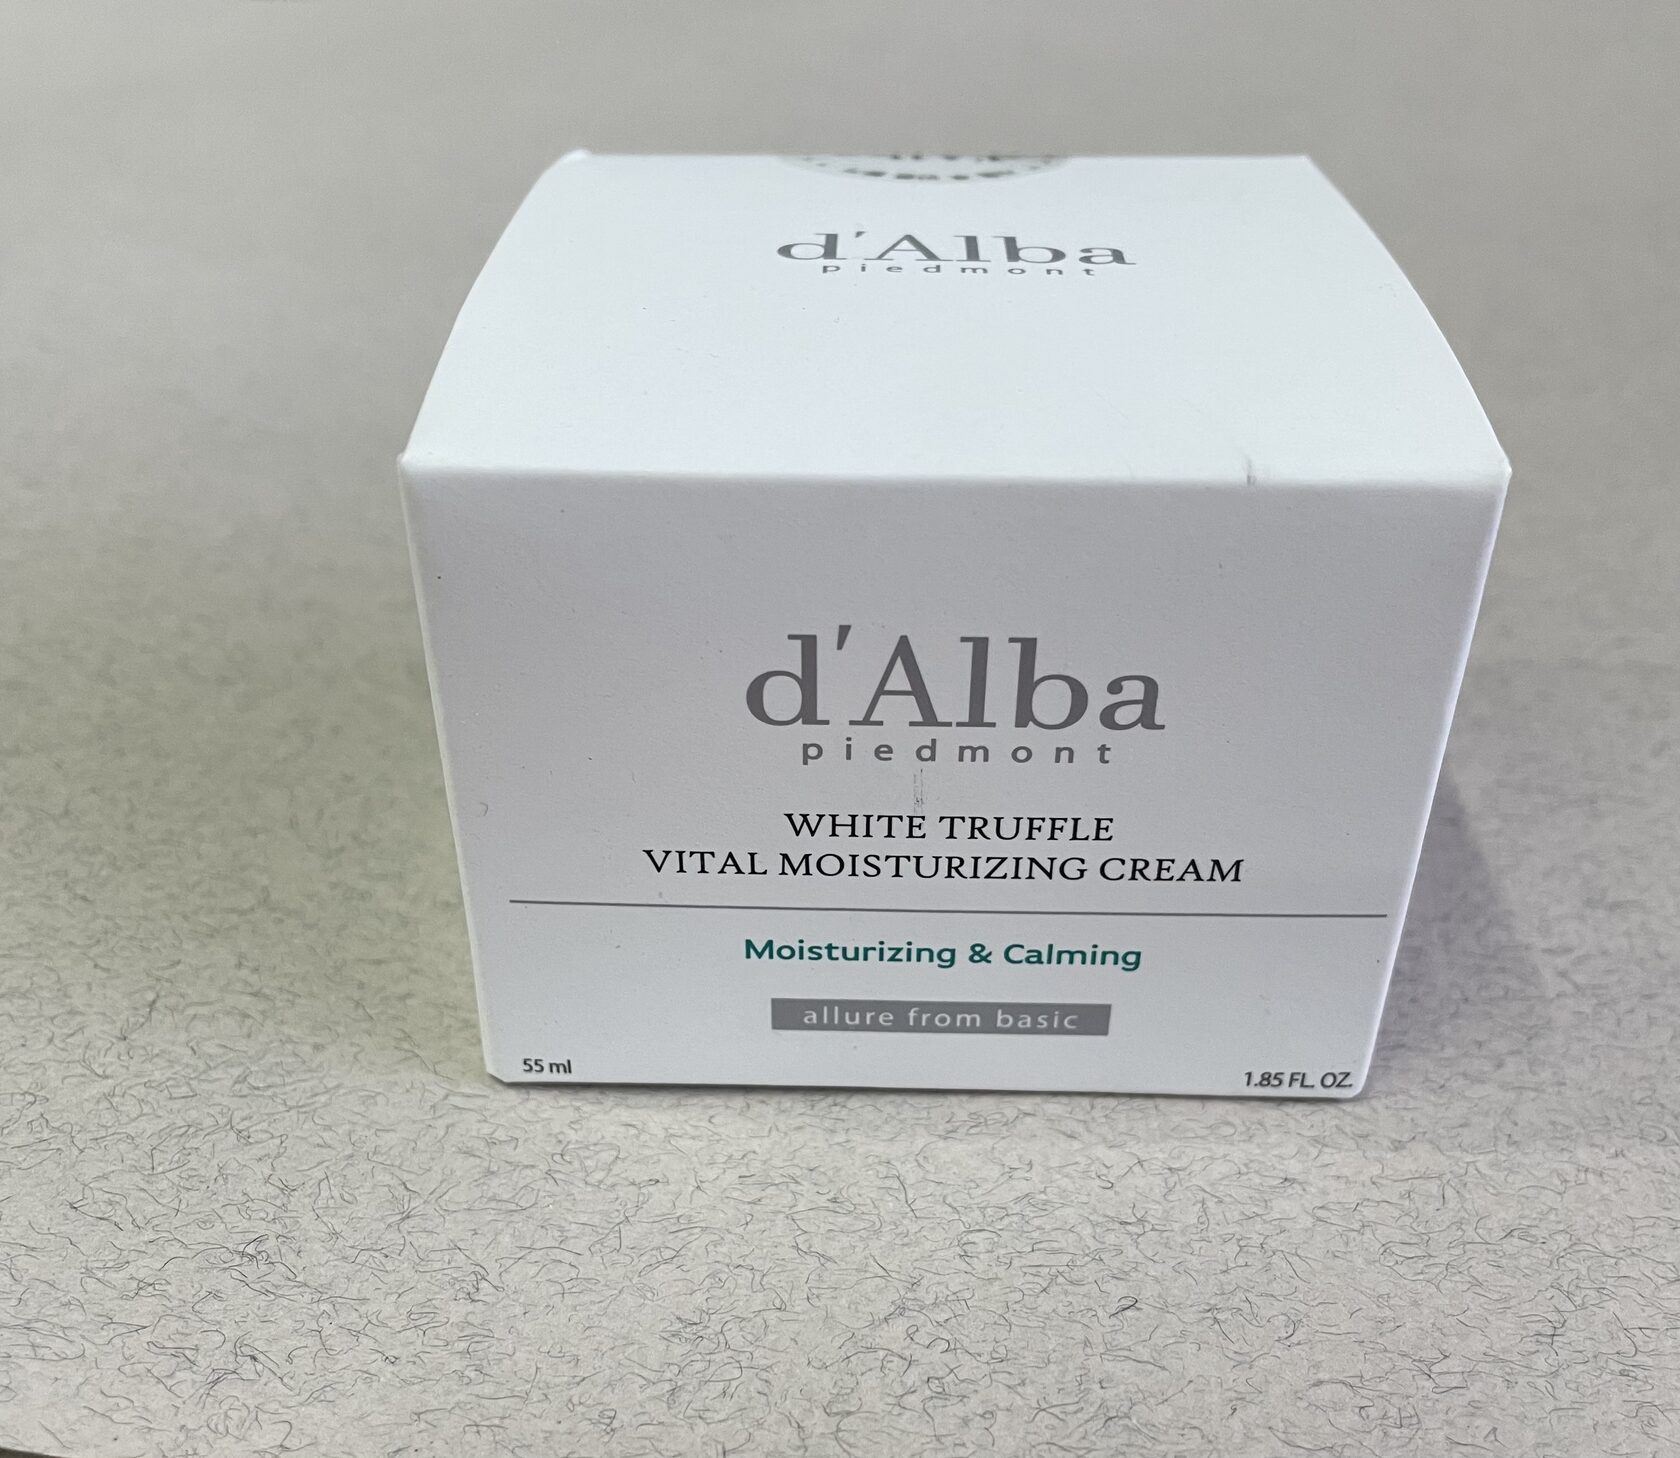 d'Alba
piedmont
d'Alba
piedmont
WHITE TRUFFLE
VITAL MOISTURIZING CREAM
Moisturizing & Calming
allure from basic
55 ml
1.85 FL. OZ.